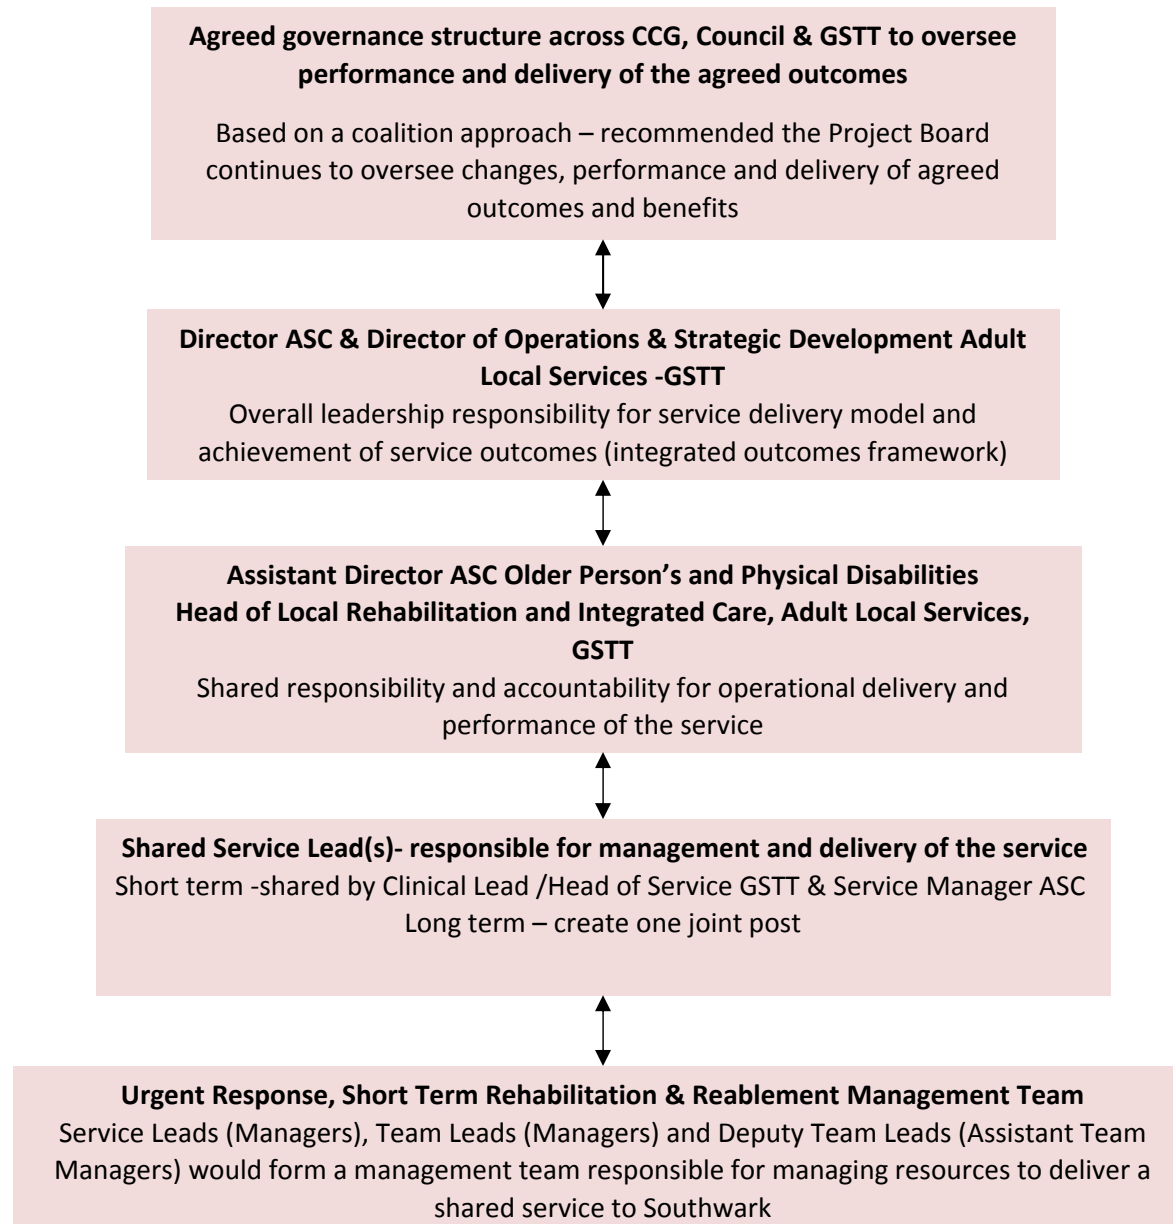 Agreed governance structure across CCG, Council & GSTT to oversee
performance and delivery of the agreed outcomes
Based on a coalition approach – recommended the Project Board
continues to oversee changes, performance and delivery of agreed
outcomes and benefits
Director ASC & Director of Operations & Strategic Development Adult
Local Services -GSTT
Overall leadership responsibility for service delivery model and
achievement of service outcomes (integrated outcomes framework)
Assistant Director ASC Older Person’s and Physical Disabilities
Head of Local Rehabilitation and Integrated Care, Adult Local Services,
GSTT
Shared responsibility and accountability for operational delivery and
performance of the service
Shared Service Lead(s)- responsible for management and delivery of the service
Short term -shared by Clinical Lead /Head of Service GSTT & Service Manager ASC
Long term – create one joint post
Urgent Response, Short Term Rehabilitation & Reablement Management Team
Service Leads (Managers), Team Leads (Managers) and Deputy Team Leads (Assistant Team
Managers) would form a management team responsible for managing resources to deliver a
shared service to Southwark